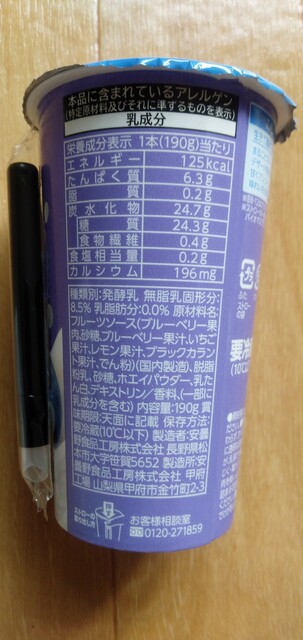 本品に含まれているアレルゲン
(特定原材料及びそれに準ずるものを表示)
乳成分
栄養成分表示 1本(190g)当たり
エネルギー 125kcal
たんぱく質 6.3g
脂質 0.2g
炭水化物 24.7g
糖質 24.3g
食物繊維 0.4g
食塩相当量 0.2g
カルシウム 196mg
種類別:発酵乳 無脂乳固形分:
8.5% 乳脂肪分:0.0% 原材料名:
フルーツソース(ブルーベリー果
肉、砂糖、ブルーベリー果汁、いちご
果汁、レモン果汁、ブラックカラン
ト果汁、でん粉)(国内製造)、脱脂
粉乳、砂糖、ホエイパウダー、乳たん
ぱく、デキストリン/香料、(一部に
乳成分を含む) 内容量:190g 賞
味期限:天面に記載 保存方法:
要冷蔵(10℃以下) 製造者:安曇
野食品工房株式会社 長野県松
本市大字笹賀5652 製造所:安
曇野食品工房株式会社 甲府
工場 山梨県甲府市金竹町2-3
ストローの
取り出し方
お客様相談室
0120-271859
要冷
(10℃